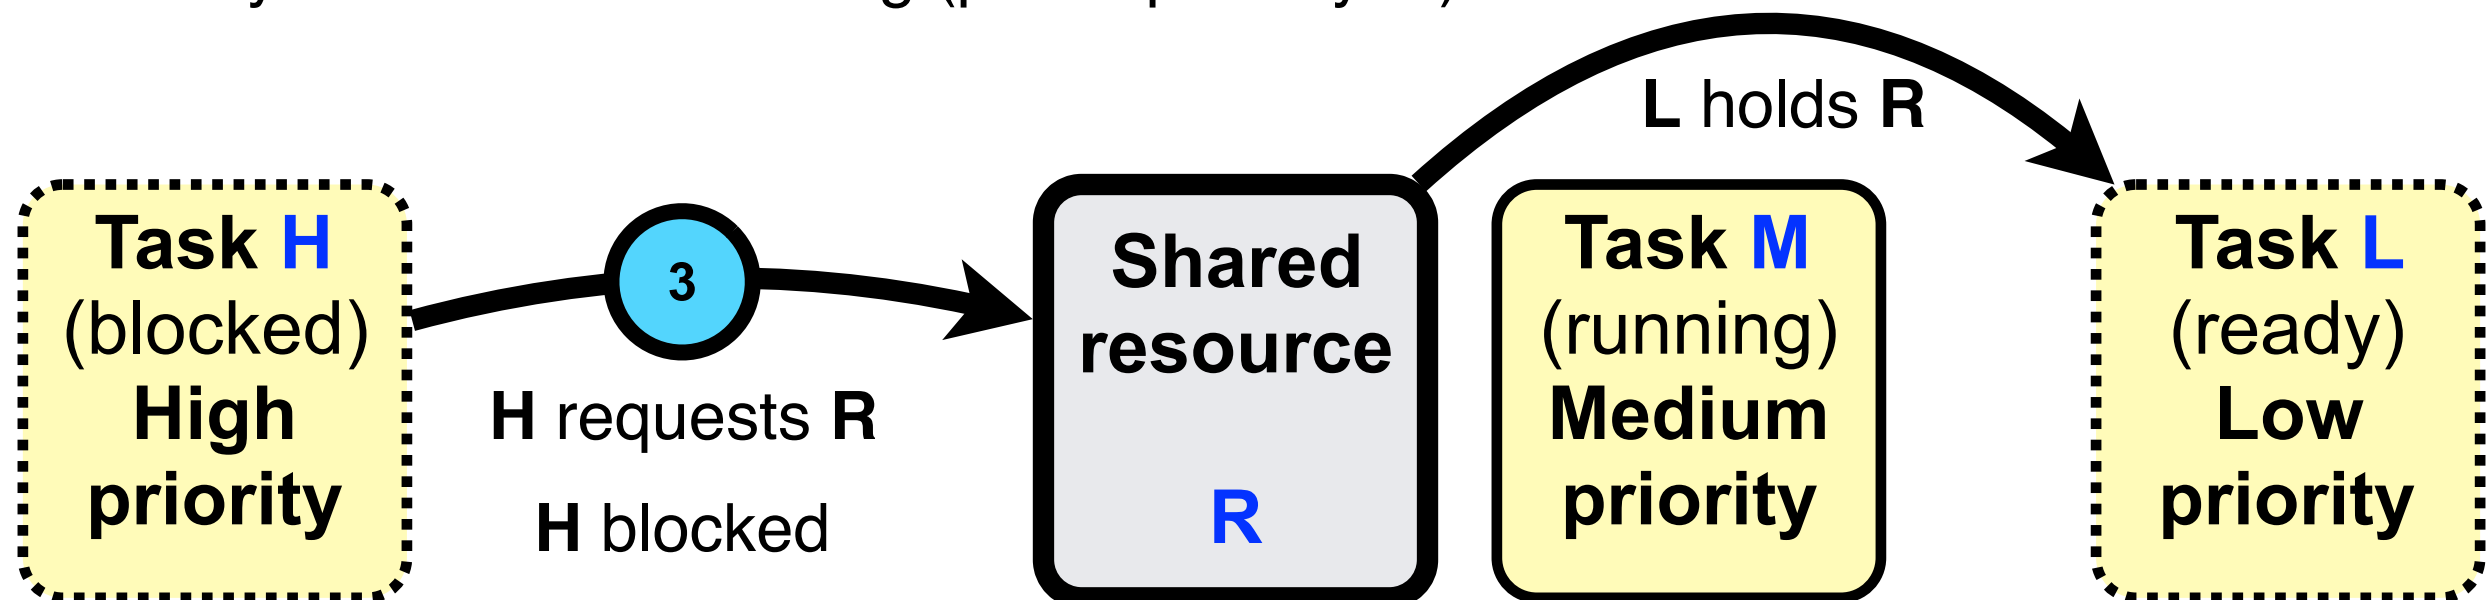 L holds R
Task H
(blocked)
High
priority
3
H requests R
H blocked
Shared
resource
R
Task M
(running)
Medium
priority
Task L
(ready)
Low
priority